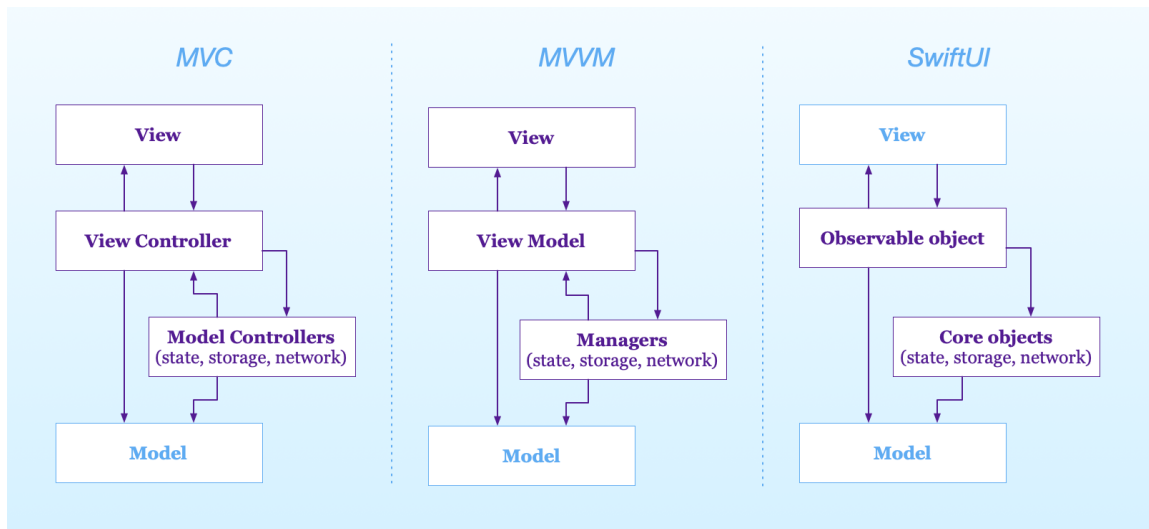 MVC
View
View Controller
Model Controllers
(state, storage, network)
Model
MVVM
View
View Model
Managers
(state, storage, network)
Model
SwiftUI
View
Observable object
Core objects
(state, storage, network)
Model